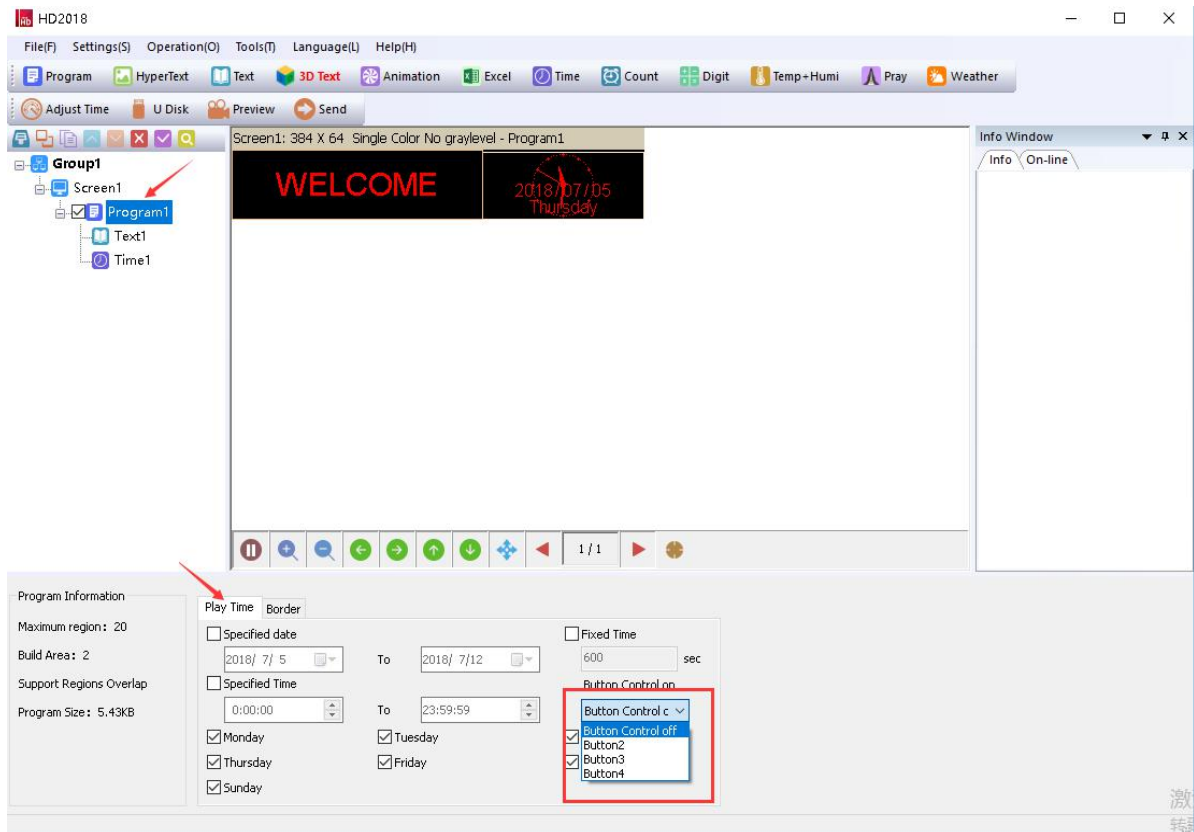 HD2018
File(F) Settings(S) Operation(O) Tools(T) Language(L) Help(H)
Program HyperText Text 3D Text Animation Excel Time Count Digit Temp+Humi Pray Weather
Adjust Time U Disk Preview Send
Group1
Screen1
Program1
Text1
Time1
Screen1: 384 X 64 Single Color No graylevel - Program1
WELCOME
2018/07/05
Thursday
Info Window
Info On-line
1/1
Program Information
Maximum region: 20
Build Area: 2
Support Regions Overlap
Program Size: 5.43KB
Play Time Border
Specified date
2018/ 7/ 5 To 2018/ 7/12
Specified Time
0:00:00 To 23:59:59
Monday Tuesday
Thursday Friday
Sunday
Fixed Time
600 sec
Button Control on
Button Control c
Button Control off
Button2
Button3
Button4
激